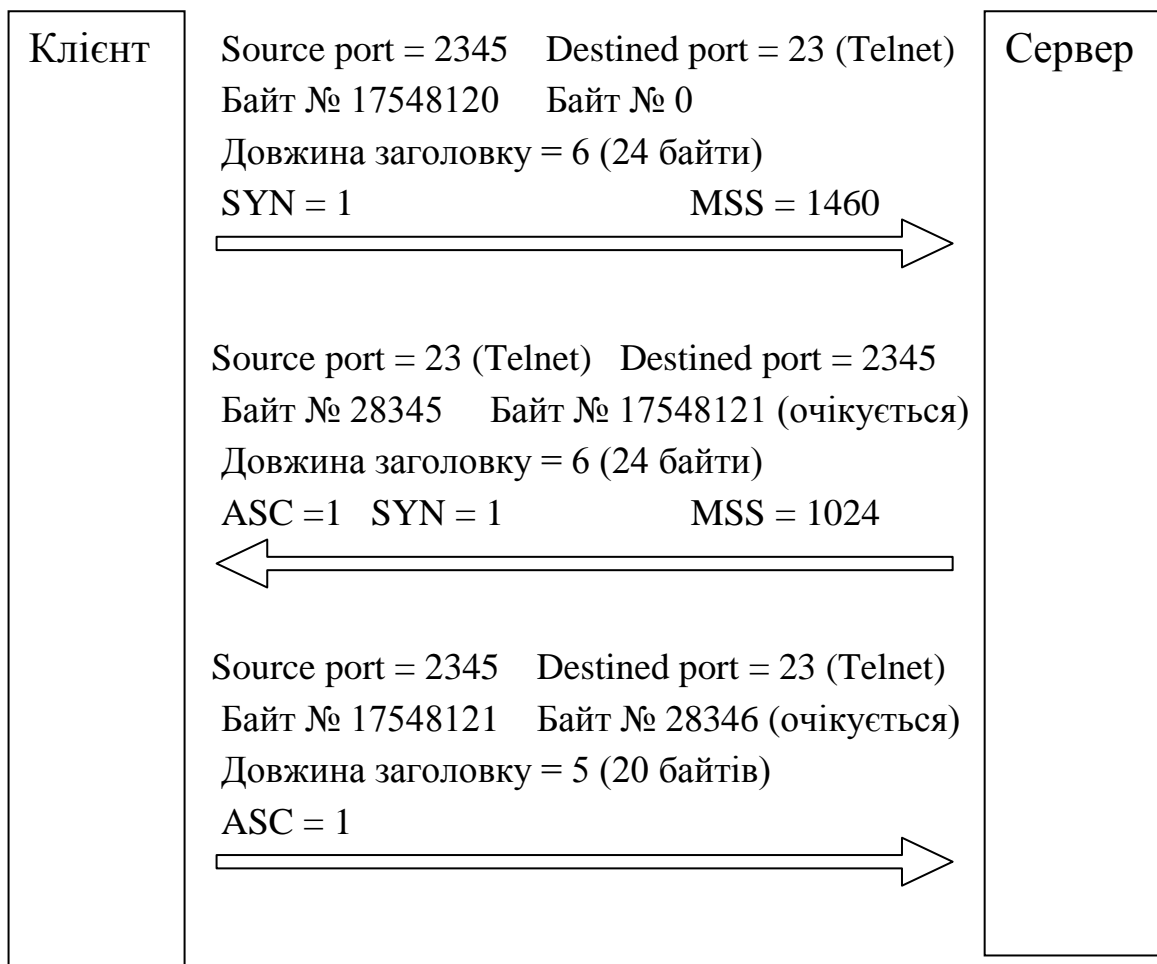 Клієнт
Сервер
Source port = 2345 Destined port = 23 (Telnet)
Байт № 17548120 Байт № 0
Довжина заголовку = 6 (24 байти)
SYN = 1 MSS = 1460
Source port = 23 (Telnet) Destined port = 2345
Байт № 28345 Байт № 17548121 (очікується)
Довжина заголовку = 6 (24 байти)
ASC =1 SYN = 1 MSS = 1024
Source port = 2345 Destined port = 23 (Telnet)
Байт № 17548121 Байт № 28346 (очікується)
Довжина заголовку = 5 (20 байтів)
ASC = 1